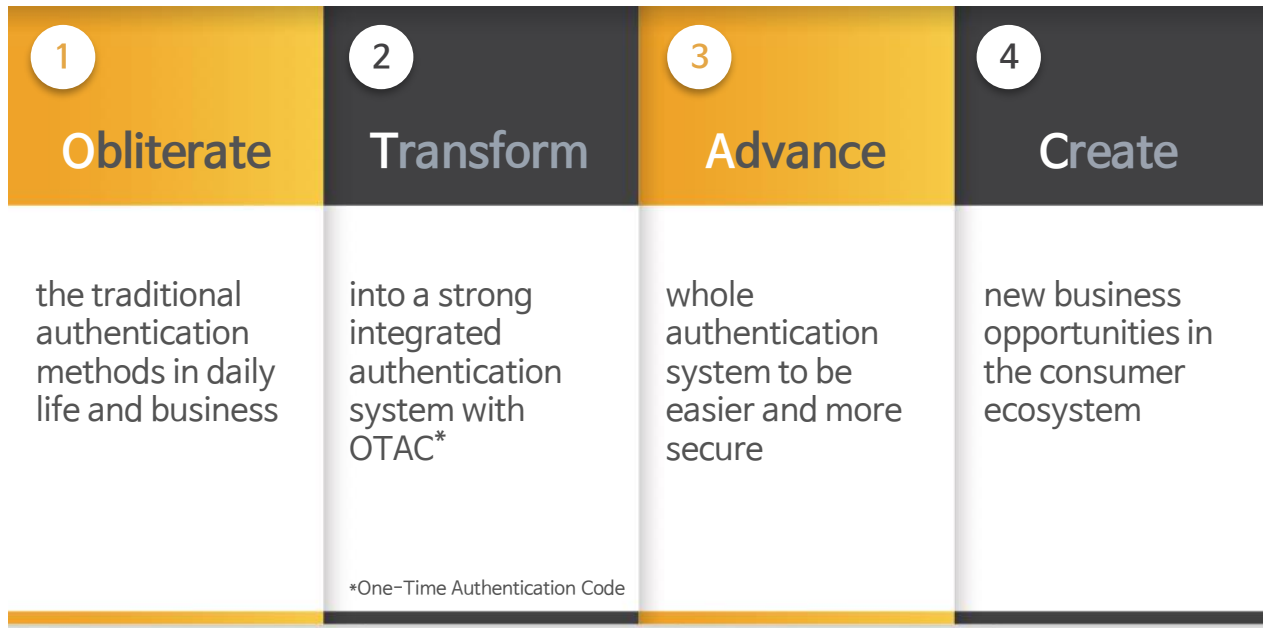 1
Obliterate
the traditional
authentication
methods in daily
life and business
2
Transform
into a strong
integrated
authentication
system with
OTAC*
*One-Time Authentication Code
3
Advance
whole
authentication
system to be
easier and more
secure
4
Create
new business
opportunities in
the consumer
ecosystem